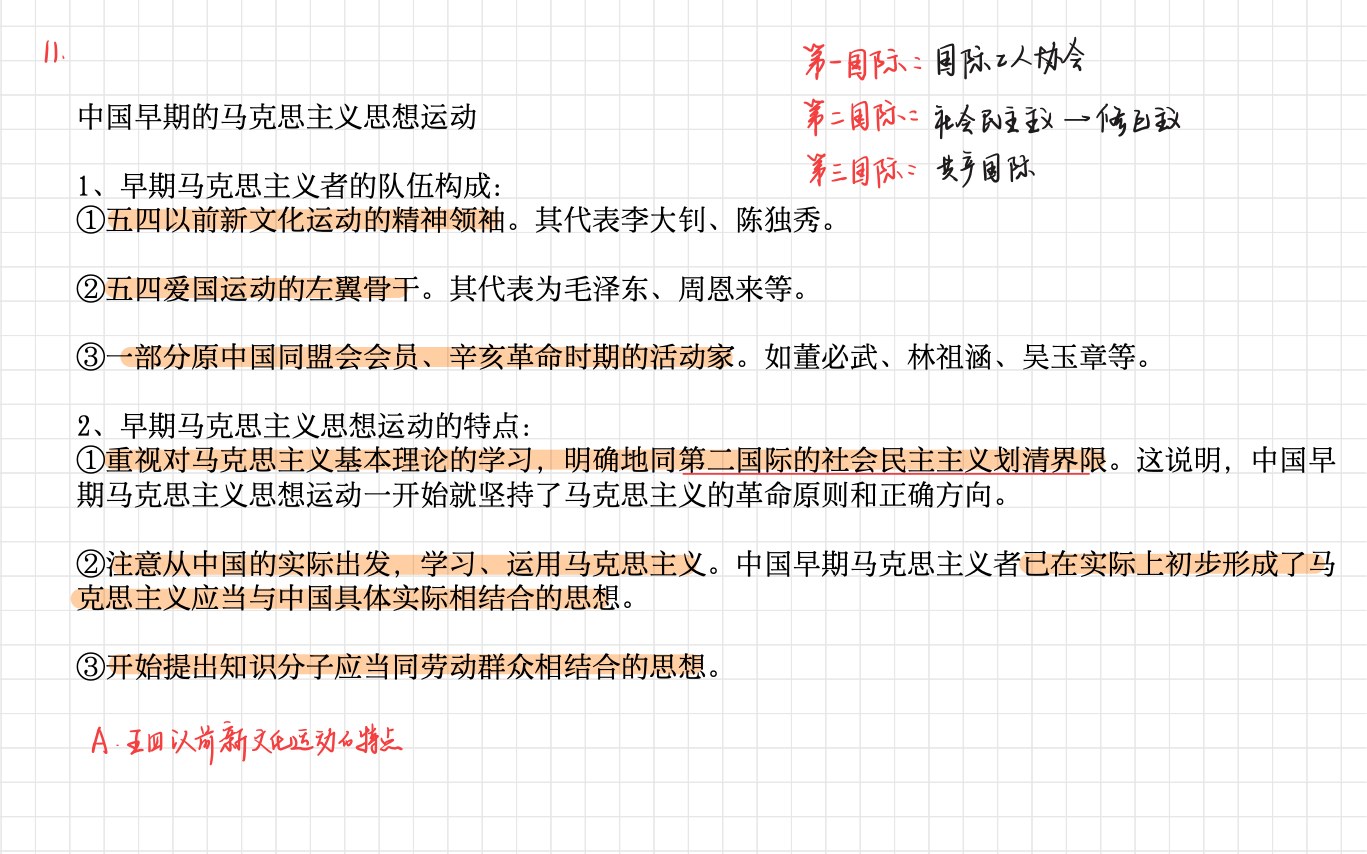 11.
第一国际：国际工人协会
中国早期的马克思主义思想运动
第二国际：社会民主主义→修正主义
第三国际：共产国际
1、早期马克思主义者的队伍构成：
①五四以前新文化运动的精神领袖。其代表李大钊、陈独秀。
②五四爱国运动的左翼骨干。其代表为毛泽东、周恩来等。
③一部分原中国同盟会会员、辛亥革命时期的活动家。如董必武、林祖涵、吴玉章等。
2、早期马克思主义思想运动的特点：
①重视对马克思主义基本理论的学习，明确地同第二国际的社会民主主义划清界限。这说明，中国早
期马克思主义思想运动一开始就坚持了马克思主义的革命原则和正确方向。
②注意从中国的实际出发，学习、运用马克思主义。中国早期马克思主义者已在实际上初步形成了马
克思主义应当与中国具体实际相结合的思想。
③开始提出知识分子应当同劳动群众相结合的思想。
A.五四以前新文化运动的特点